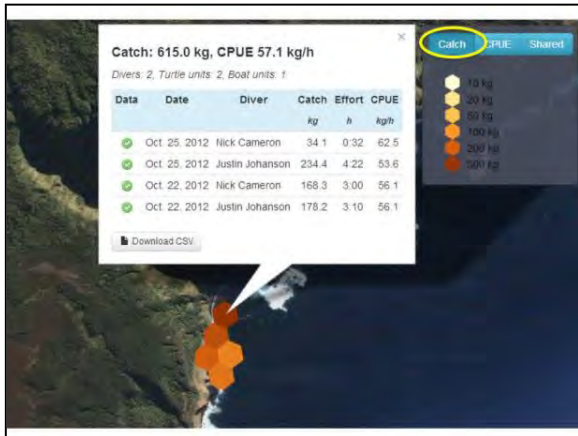 ×
Catch: 615.0 kg, CPUE 57.1 kg/h
Divers: 2, Turtle units: 2, Boat units: 1
Data Date Diver Catch Effort CPUE
kg h kg/h
Oct. 25, 2012 Nick Cameron 34.1 0:32 62.5
Oct. 25, 2012 Justin Johanson 234.4 4:22 53.6
Oct. 22, 2012 Nick Cameron 168.3 3:00 56.1
Oct. 22, 2012 Justin Johanson 178.2 3:10 56.1
Download CSV
Catch CPUE Shared
10 kg
20 kg
50 kg
100 kg
200 kg
500 kg